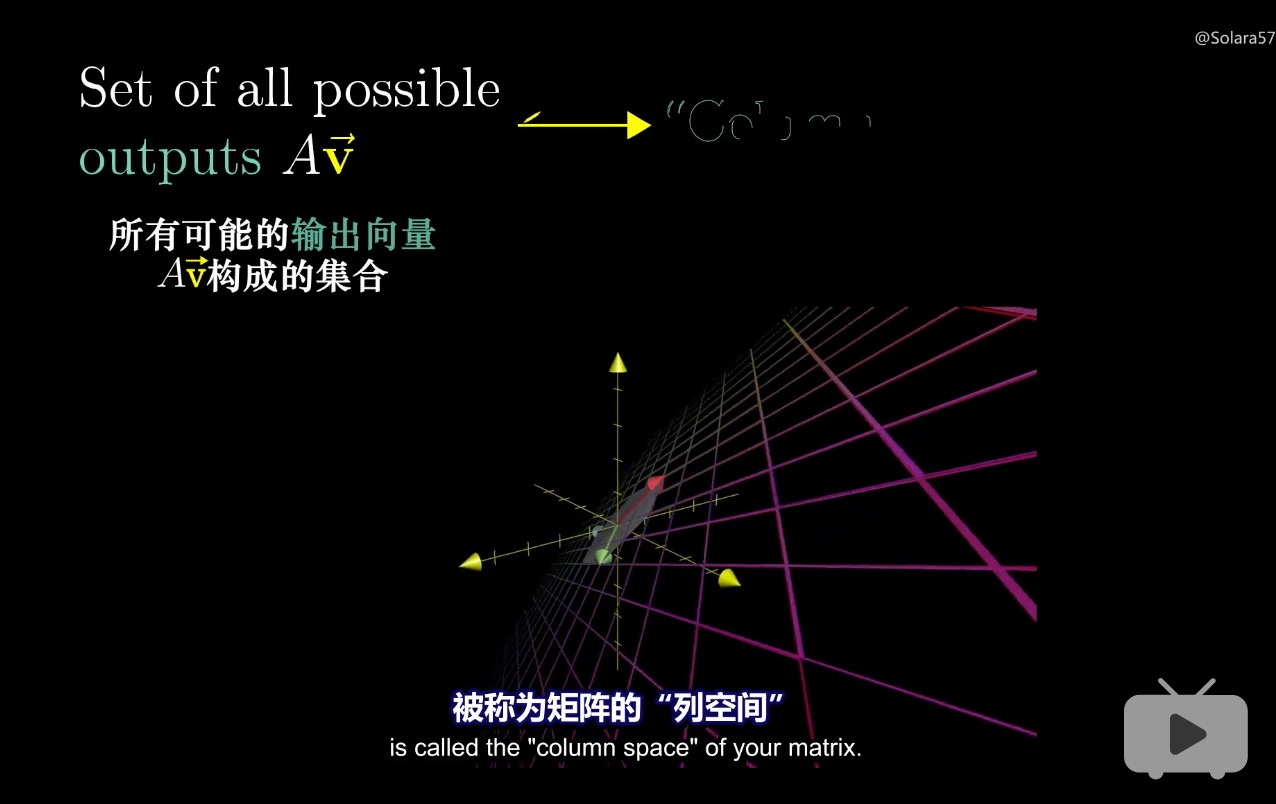 @Solara57
Set of all possible
outputs A\vec{v}
所有可能的输出向量
A\vec{v}构成的集合
被称为矩阵的“列空间”
is called the "column space" of your matrix.